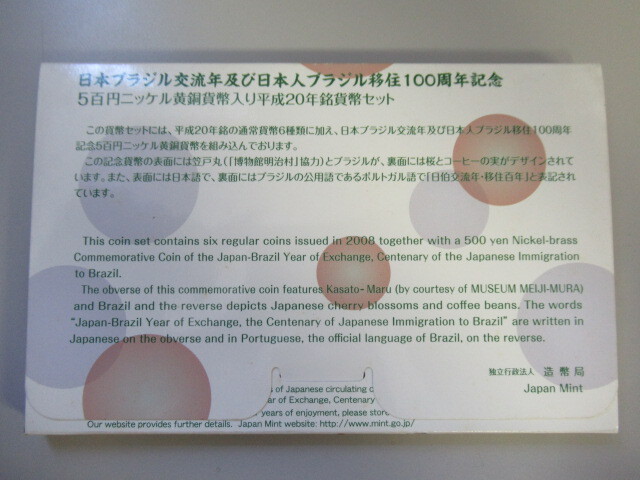 日本ブラジル交流年及び日本人ブラジル移住100周年記念
5百円ニッケル黄銅貨幣入り平成20年銘貨幣セット
この貨幣セットには、平成20年銘の通常貨幣6種類に加え、日本ブラジル交流年及び日本人ブラジル移住100周年
記念5百円ニッケル黄銅貨幣を組み込んでおります。
この記念貨幣の表面には笠戸丸(「博物館明治村」協力)とブラジルが、裏面には桜とコーヒーの実がデザインされて
います。また、表面には日本語で、裏面にはブラジルの公用語であるポルトガル語で「日伯交流年・移住百年」と表記され
ています。
This coin set contains six regular coins issued in 2008 together with a 500 yen Nickel-brass
Commemorative Coin of the Japan-Brazil Year of Exchange, Centenary of the Japanese Immigration
to Brazil.
The obverse of this commemorative coin features Kasato-Maru (by courtesy of MUSEUM MEIJI-MURA)
and Brazil and the reverse depicts Japanese cherry blossoms and coffee beans. The words
"Japan-Brazil Year of Exchange, the Centenary of Japanese Immigration to Brazil" are written in
Japanese on the obverse and in Portuguese, the official language of Brazil, on the reverse.
独立行政法人 造幣局
Japan Mint
of Japanese circulating c
ar of Exchange, Centenary
years of enjoyment, please stor
Our website provides further details. Japan Mint website: http://www.mint.go.jp/